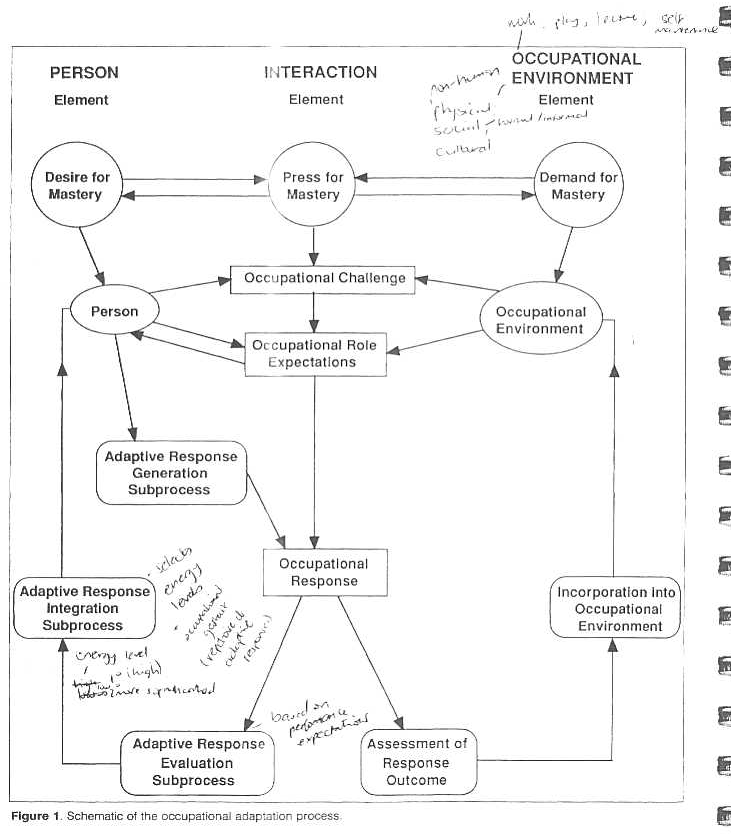 work, play, leisure, self
maintenance
PERSON
Element
INTERACTION
Element
OCCUPATIONAL
ENVIRONMENT
Element
non-human
physical
social
cultural
Desire for
Mastery
Press for
Mastery
Demand for
Mastery
Occupational Challenge
Person
Occupational
Environment
Occupational Role
Expectations
Adaptive Response
Generation
Subprocess
Occupational
Response
Adaptive Response
Integration
Subprocess
selects
energy
levels
adaptive
Incorporation into
Occupational
Environment
energy level
(high)
more sophisticated
based on
performance
expectations
Adaptive Response
Evaluation
Subprocess
Assessment of
Response
Outcome
Figure 1. Schematic of the occupational adaptation process.